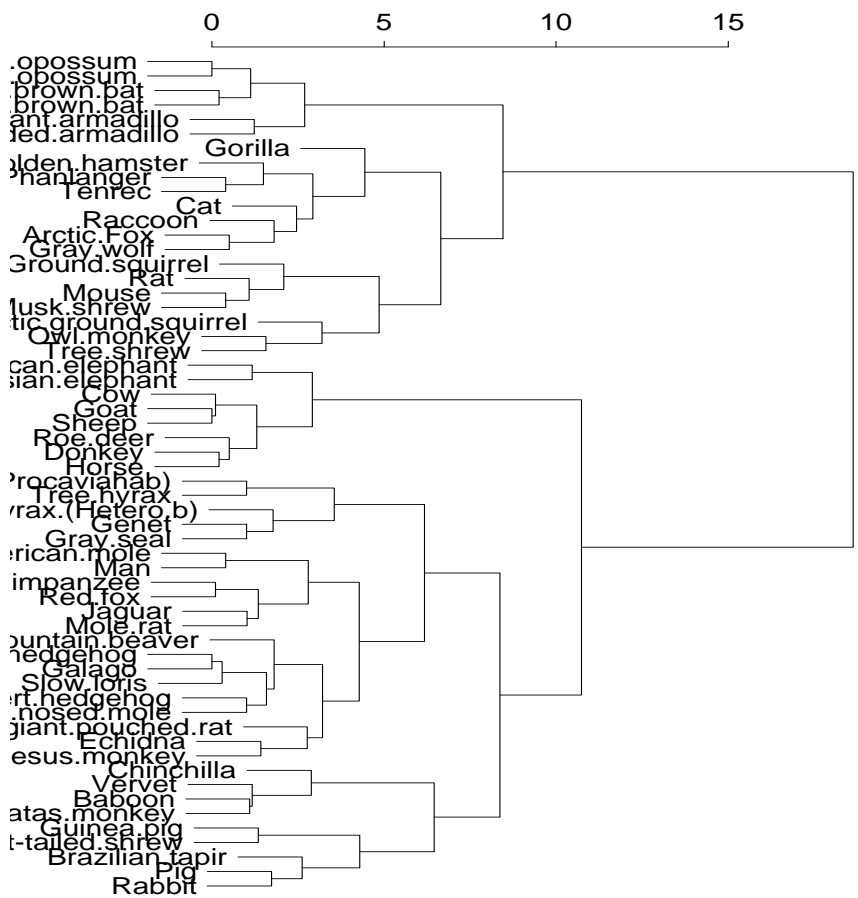 0 5 10 15
.opossum
.opossum
.brown.bat
.brown.bat
ant.armadillo
ded.armadillo
Gorilla
olden.hamster
Phanlanger
Tenrec
Cat
Raccoon
Arctic.Fox
Gray.wolf
Ground.squirrel
Rat
Mouse
Musk.shrew
tic.ground.squirrel
Owl.monkey
Tree.shrew
can.elephant
sian.elephant
Cow
Goat
Sheep
Roe.deer
Donkey
Horse
Procaviahab)
Tree.hyrax
yrax.(Hetero.b)
Genet
Gray.seal
erican.mole
Man
impanzee
Red.fox
Jaguar
Mole.rat
ountain.beaver
hedgehog
Galago
Slow.loris
ert.hedgehog
.nosed.mole
giant.pouched.rat
Echidna
esus.monkey
Chinchilla
Vervet
Baboon
atas.monkey
Guinea.pig
t-tailed.shrew
Brazilian.tapir
Pig
Rabbit